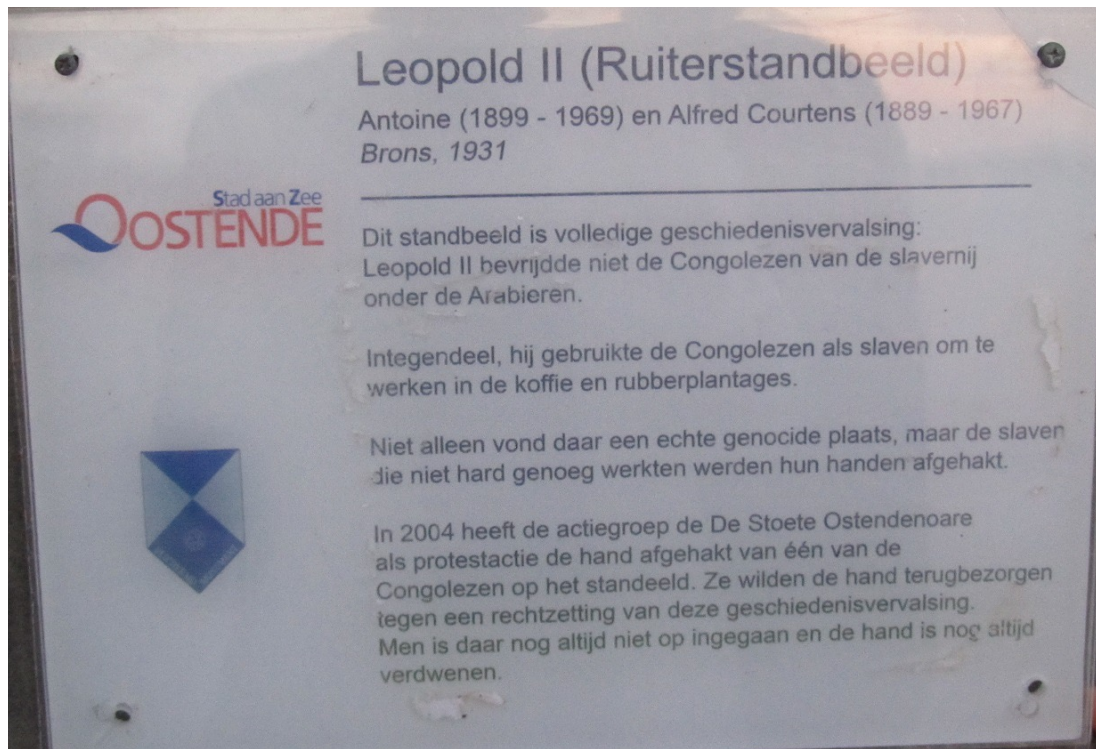 Leopold II (Ruiterstandbeeld)
Antoine (1899 - 1969) en Alfred Courtens (1889 - 1967)
Brons, 1931
Stad aan Zee
OOSTENDE
Dit standbeeld is volledige geschiedenisvervalsing:
Leopold II bevrijdde niet de Congolezen van de slavernij
onder de Arabieren.
Integendeel, hij gebruikte de Congolezen als slaven om te
werken in de koffie en rubberplantages.
Niet alleen vond daar een echte genocide plaats, maar de slaven
die niet hard genoeg werkten werden hun handen afgehakt.
In 2004 heeft de actiegroep de De Stoete Ostendenoare
als protestactie de hand afgehakt van één van de
Congolezen op het standeeld. Ze wilden de hand terugbezorgen
tegen een rechtzetting van deze geschiedenisvervalsing.
Men is daar nog altijd niet op ingegaan en de hand is nog altijd
verdwenen.